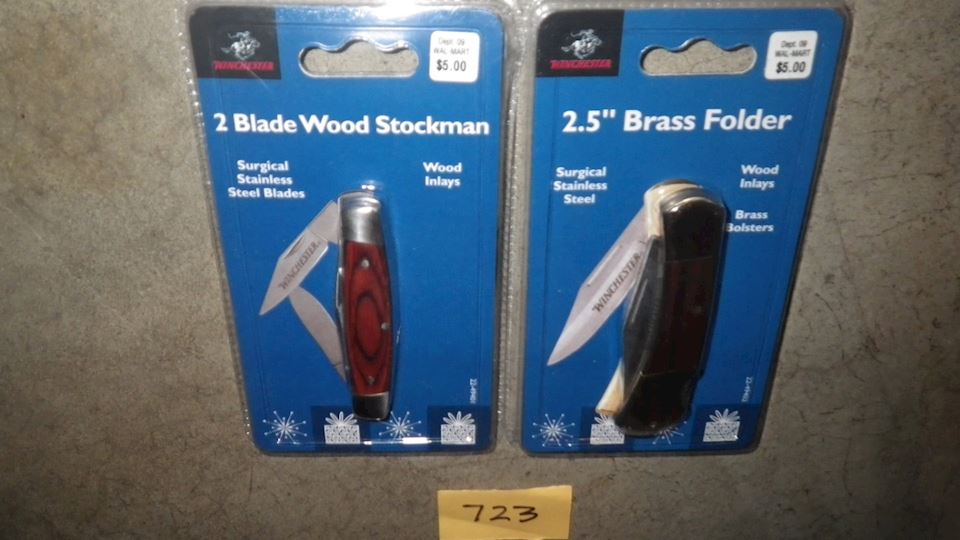 WINCHESTER
Dept. 09
WAL-MART
$5.00
2 Blade Wood Stockman
Surgical
Stainless
Steel Blades
Wood
Inlays
WINCHESTER
WINCHESTER
Dept. 09
WAL-MART
$5.00
2.5" Brass Folder
Surgical
Stainless
Steel
Wood
Inlays
Brass
Bolsters
WINCHESTER
723